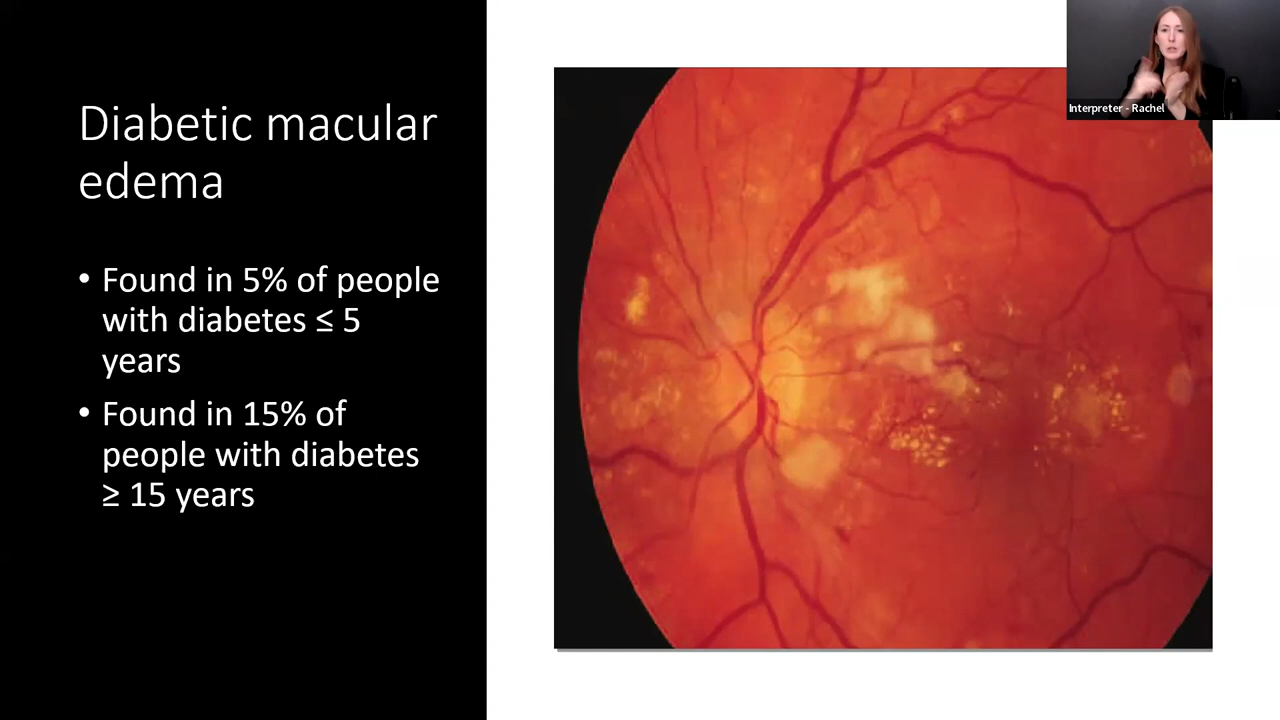 Diabetic macular
edema
• Found in 5% of people
with diabetes ≤ 5
years
• Found in 15% of
people with diabetes
≥ 15 years
Interpreter - Rachel